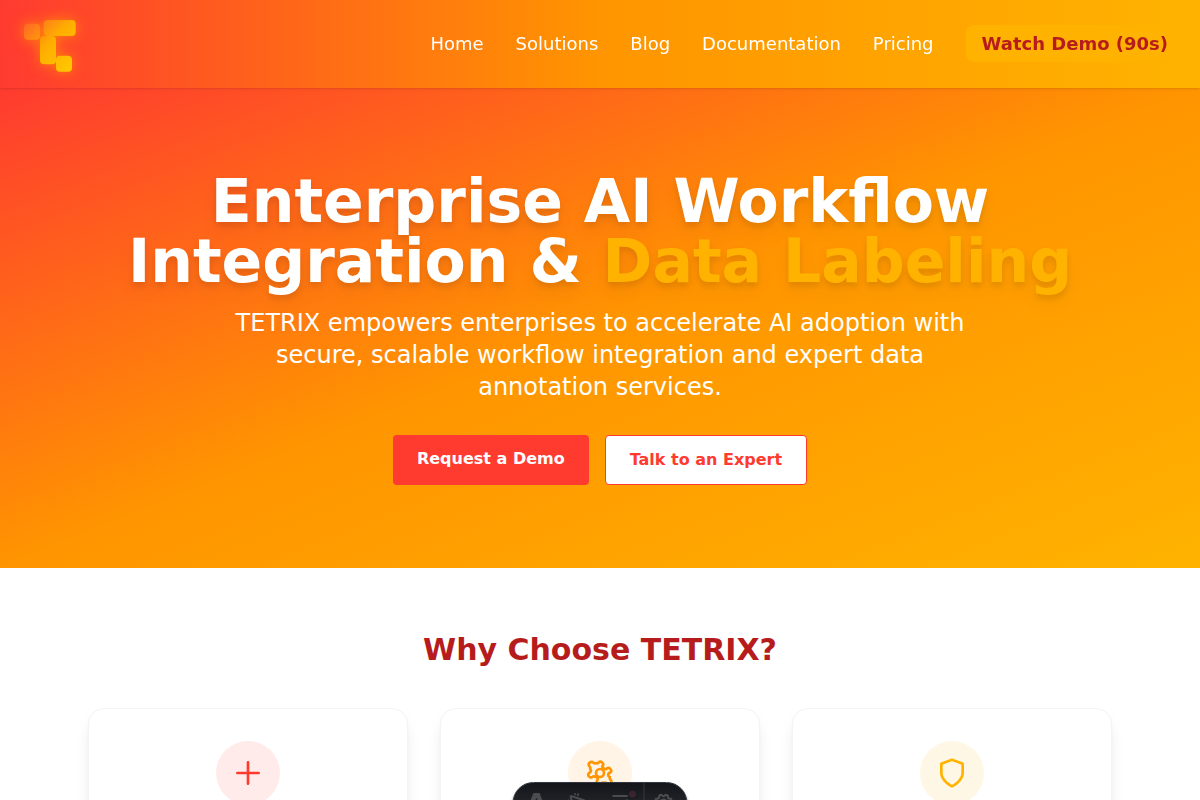 Home Solutions Blog Documentation Pricing Watch Demo (90s)
Enterprise AI Workflow
Integration & Data Labeling
TETRIX empowers enterprises to accelerate AI adoption with
secure, scalable workflow integration and expert data
annotation services.
Request a Demo
Talk to an Expert
Why Choose TETRIX?